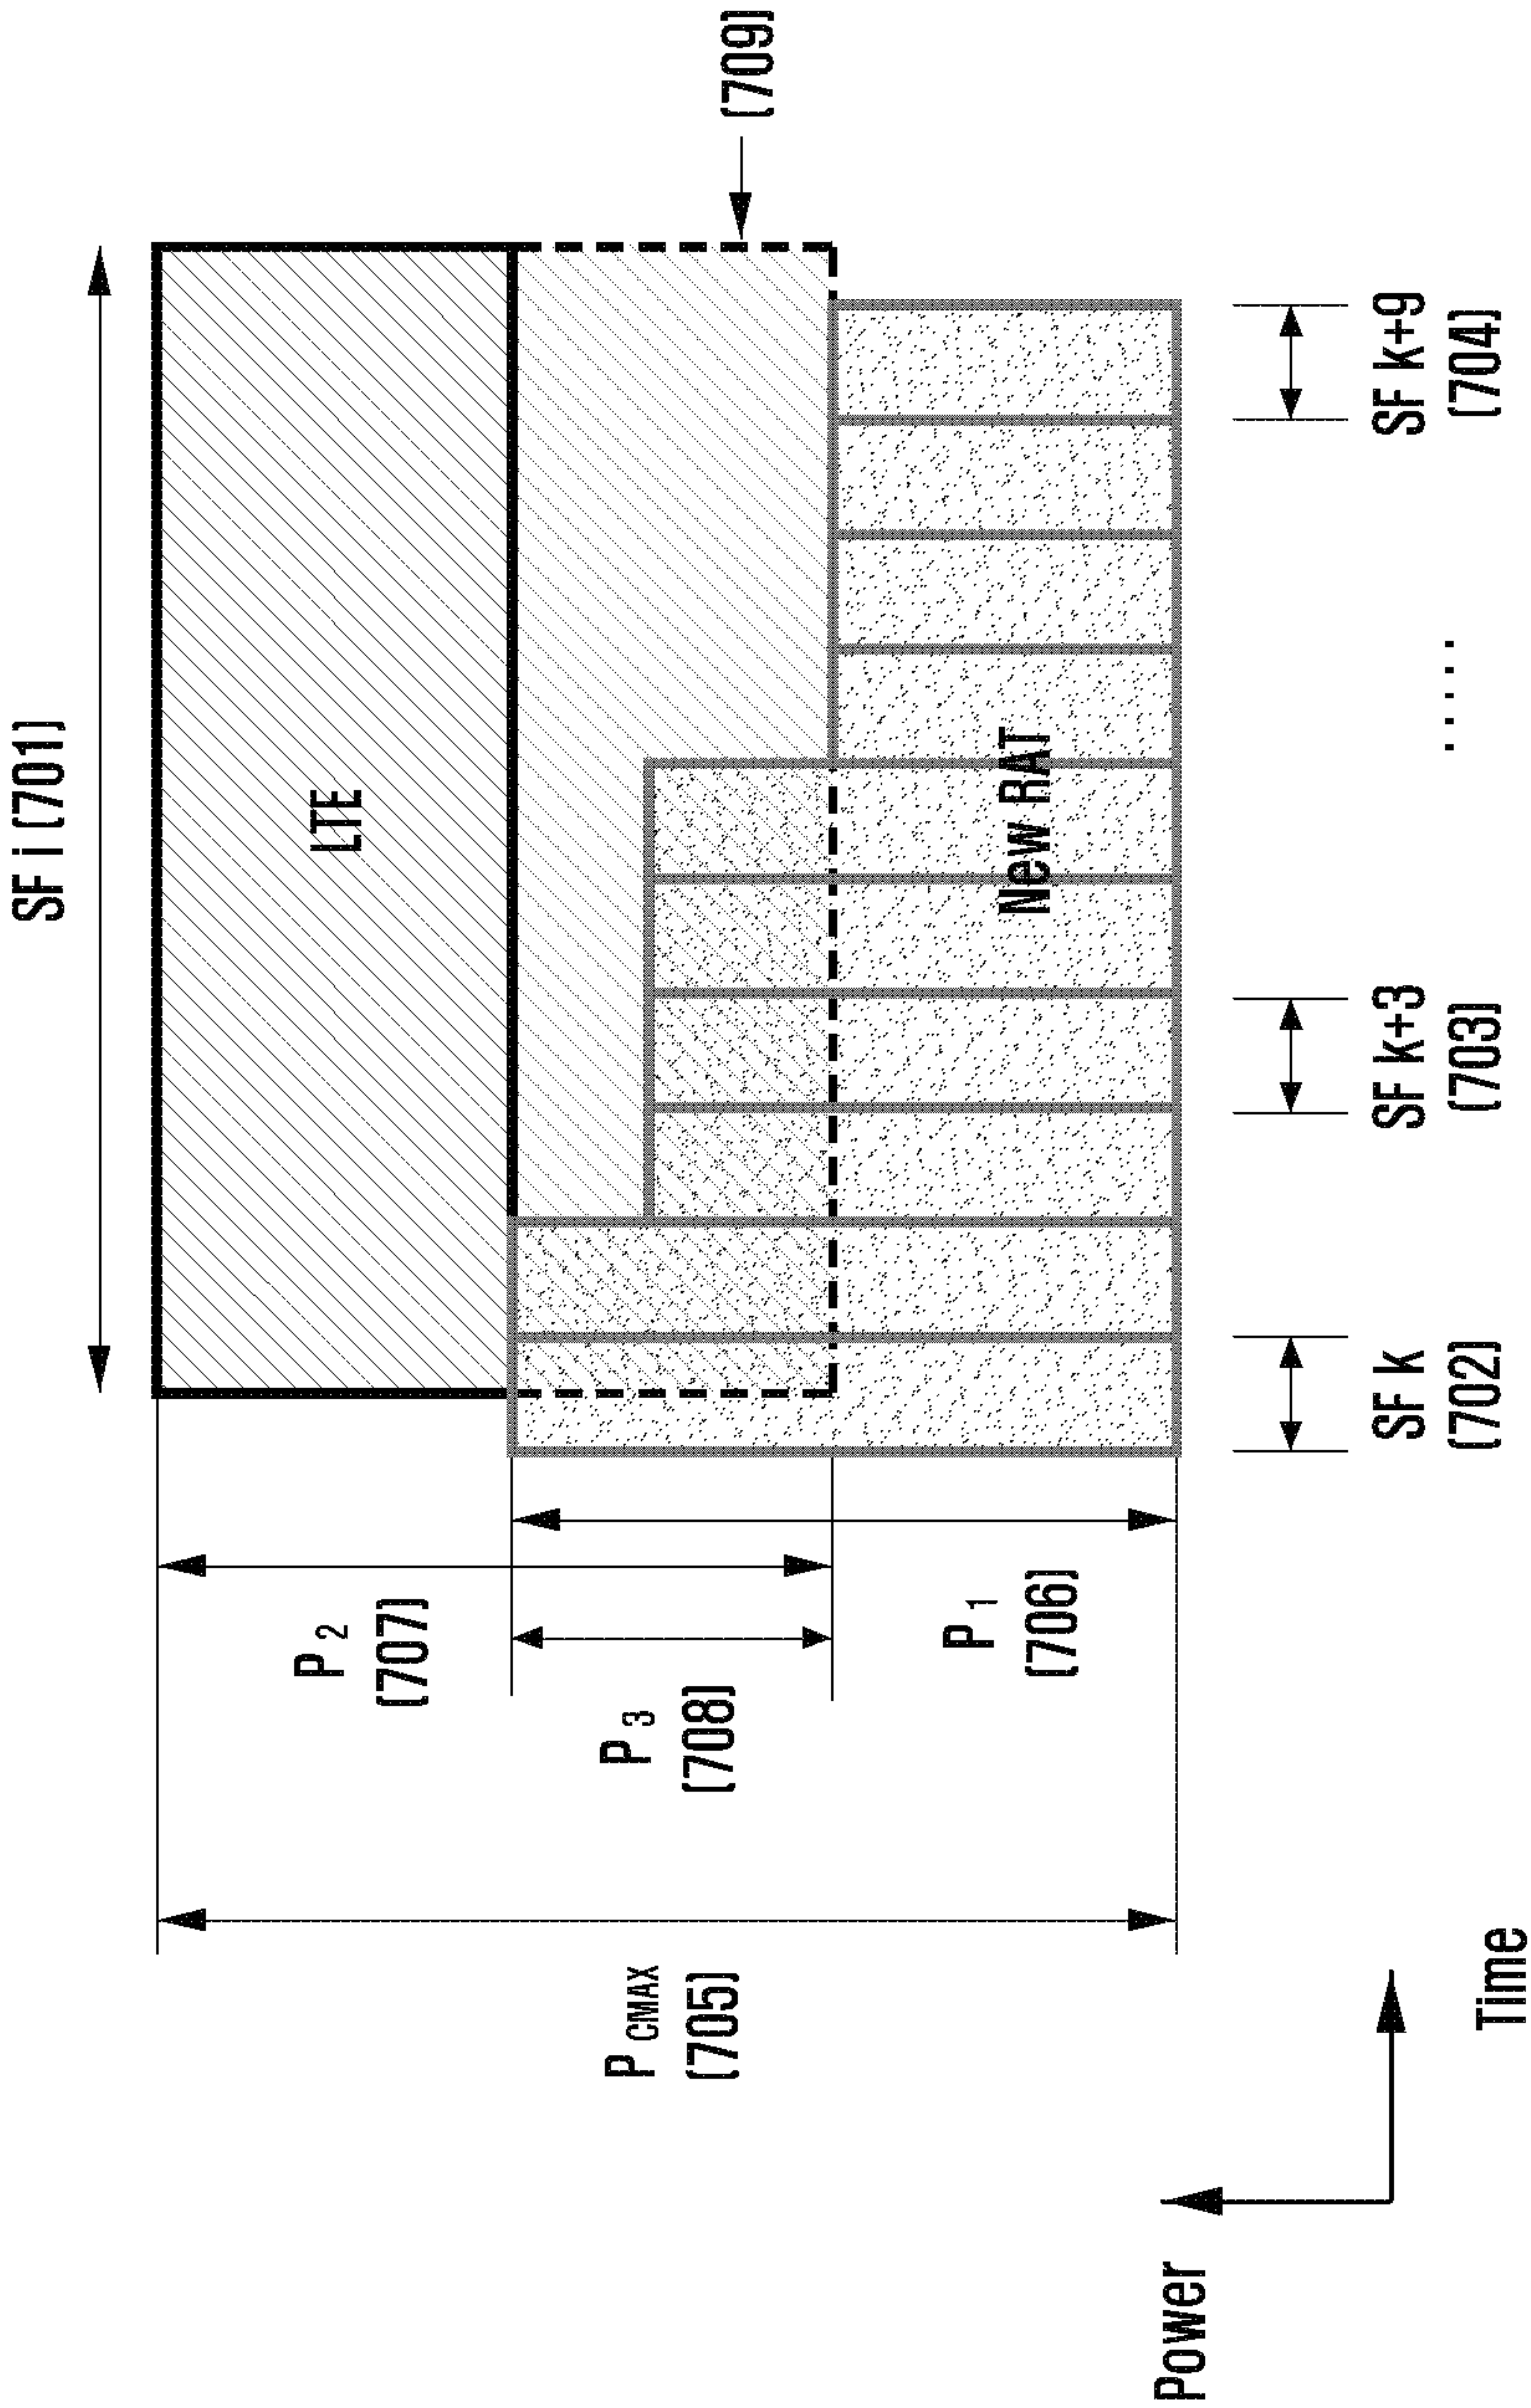 SF i (701)
LTE
(709)
New RAT
P2
(707)
P3
(708)
P1
(706)
PCMAX
(705)
SF K
(702)
SF K+3
(703)
.....
SF K+9
(704)
Power
Time